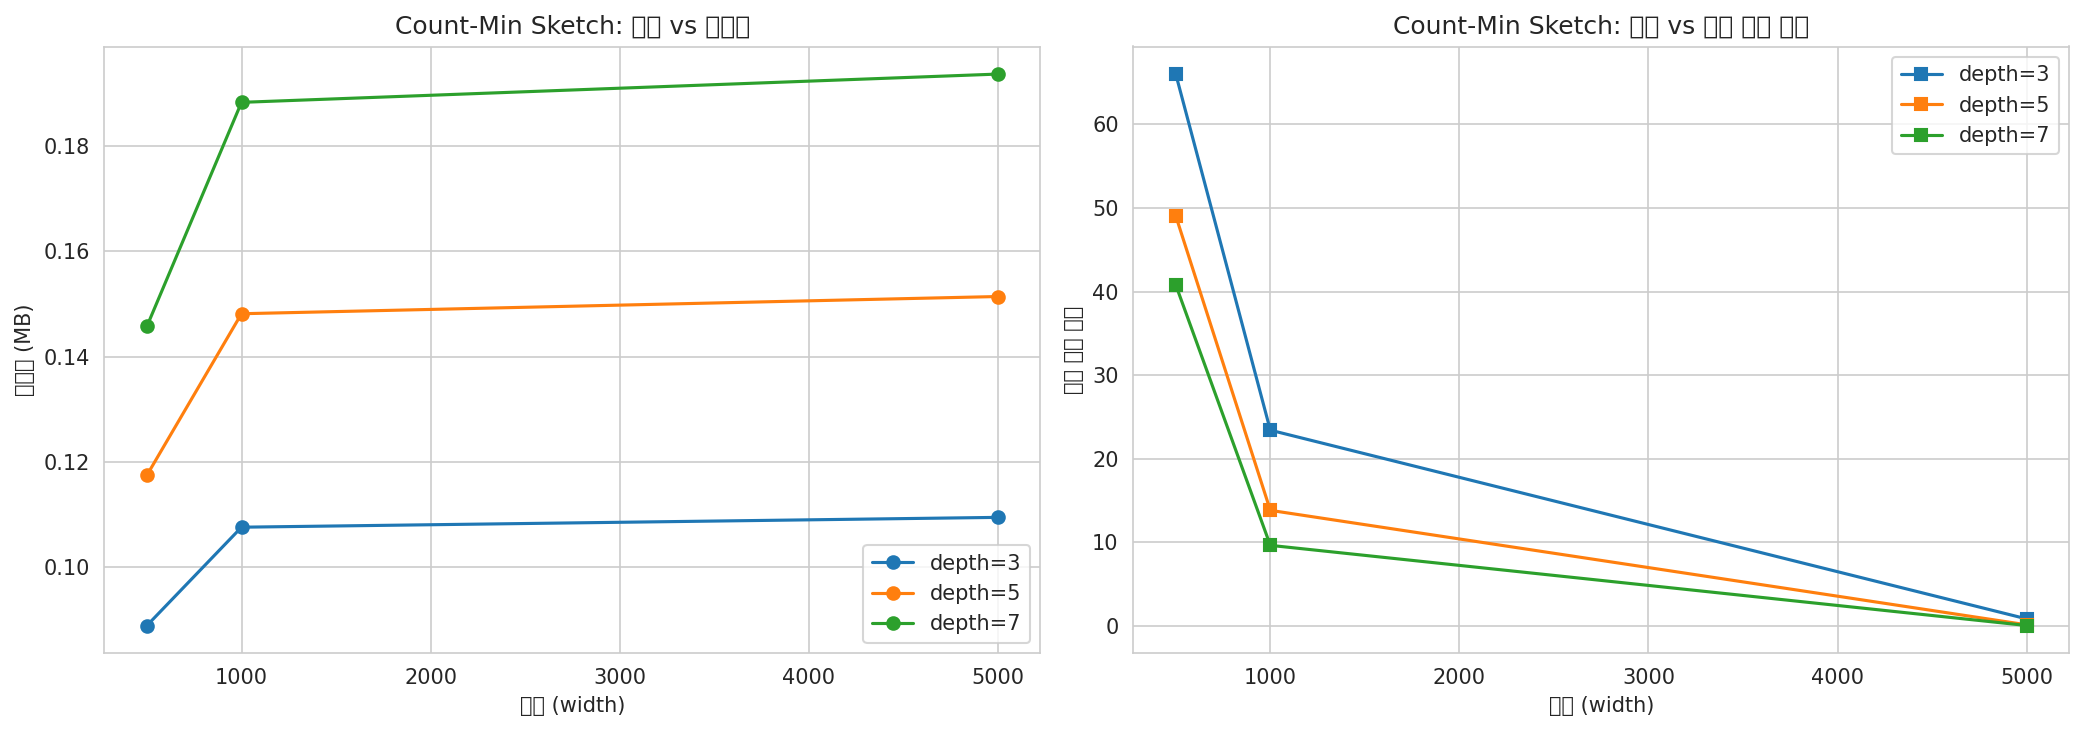 Count-Min Sketch: vs
0.18
0.16
0.14
0.12
0.10
(MB)
depth=3
depth=5
depth=7
1000 2000 3000 4000 5000
(width)
Count-Min Sketch: vs
60
50
40
30
20
10
0
depth=3
depth=5
depth=7
1000 2000 3000 4000 5000
(width)